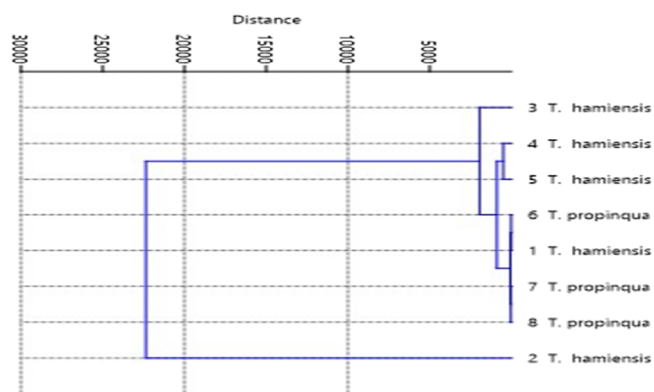 Distance
30000 25000 20000 15000 10000 5000
3 T. hamiensis
4 T. hamiensis
5 T. hamiensis
6 T. propinqua
1 T. hamiensis
7 T. propinqua
8 T. propinqua
2 T. hamiensis